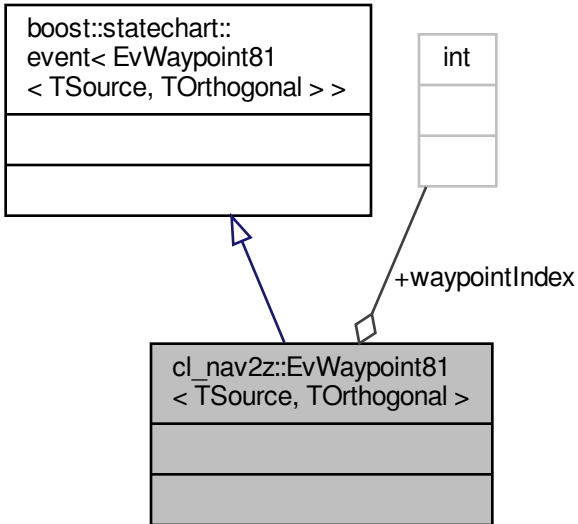 boost::statechart::
event< EvWaypoint81
< TSource, TOrthogonal > >
int
+waypointIndex
cl_nav2z::EvWaypoint81
< TSource, TOrthogonal >